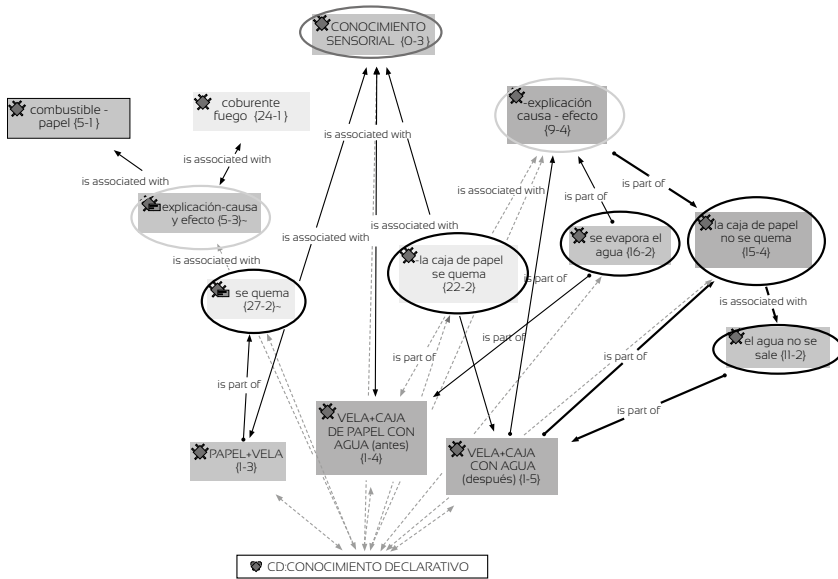 CONOCIMIENTO
SENSORIAL {0-3}
combustible -
papel {5-1}
coburente
fuego {24-1}
-explicación
causa - efecto
{9-4}
is associated with
is associated with
is associated with
is part of
is associated with
is part of
explicación-causa
y efecto {5-3}~
is associated with
is associated with
is associated with
se evapora el
agua {16-2}
la caja de papel
no se quema
{15-4}
-la caja de papel
se quema
{22-2}
is part of
se quema
{27-2}~
is associated with
el agua no se
sale {11-2}
is part of
is part of
is part of
is part of
is part of
VELA+CAJA
DE PAPEL CON
AGUA (antes)
{1-4}
PAPEL+VELA
{1-3}
VELA+CAJA
CON AGUA
(después) {1-5}
CD:CONOCIMIENTO DECLARATIVO